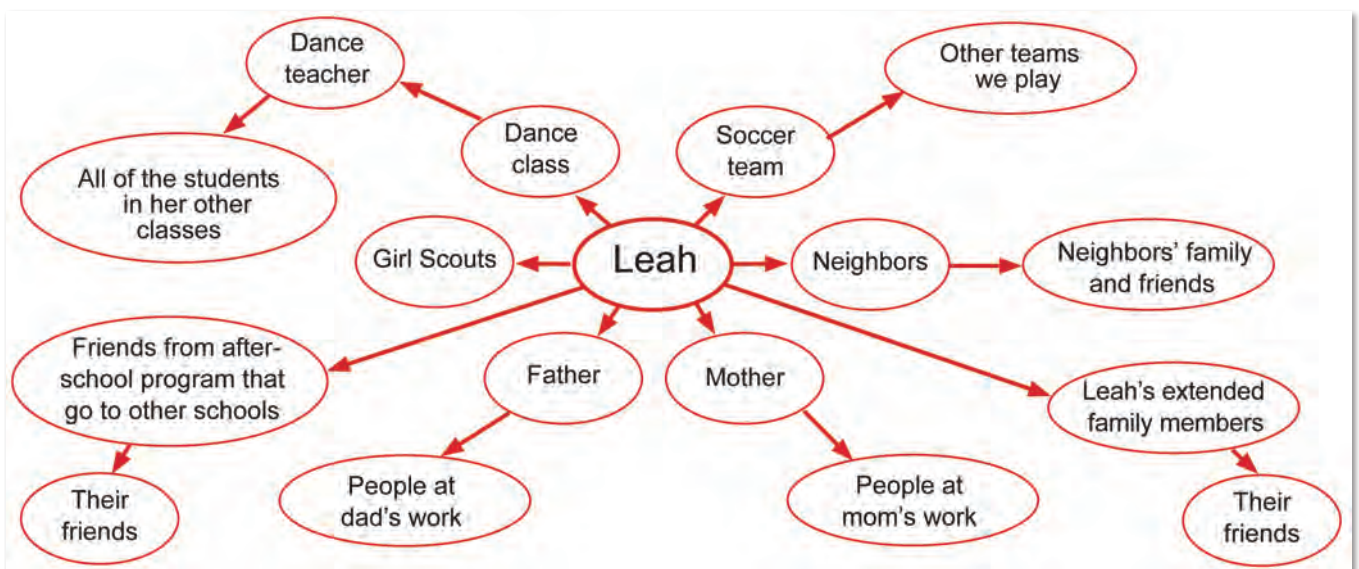 Dance
teacher
Other teams
we play
Dance
class
Soccer
team
All of the students
in her other
classes
Girl Scouts
Leah
Neighbors
Neighbors’ family
and friends
Friends from after-
school program that
go to other schools
Father
Mother
Leah’s extended
family members
Their
friends
People at
dad’s work
People at
mom’s work
Their
friends